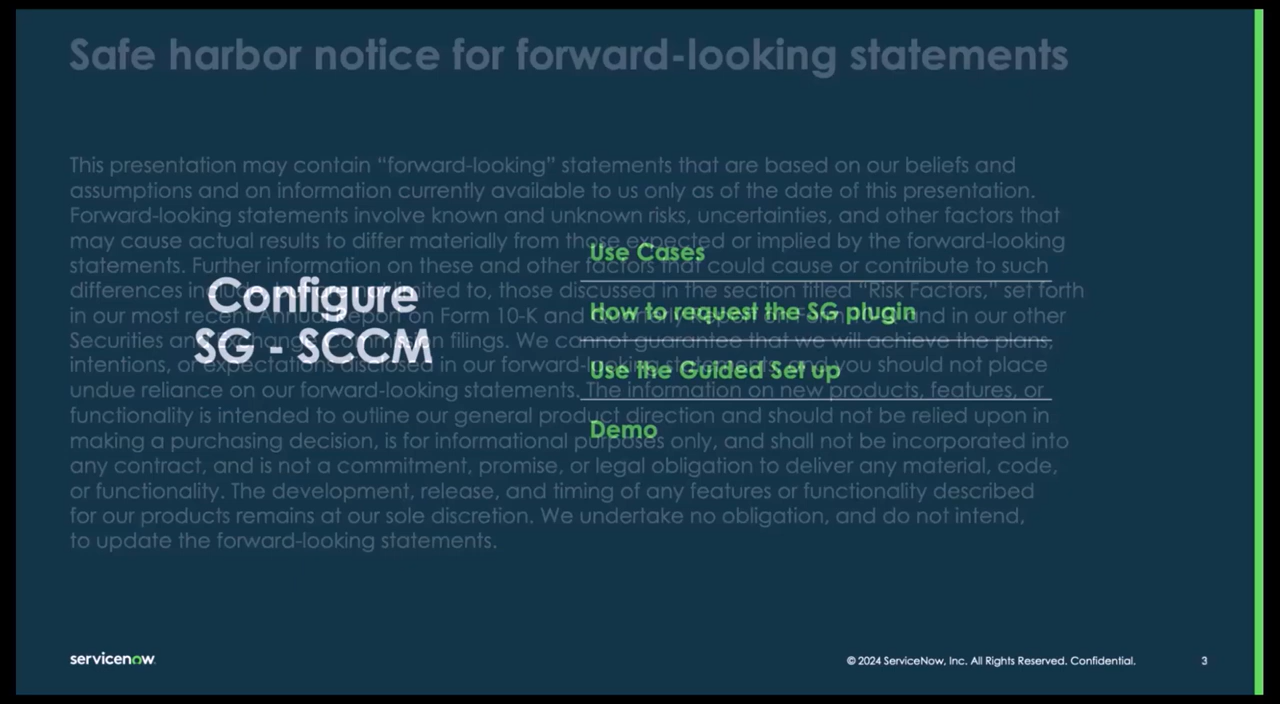 Safe harbor notice for forward-looking statements
This presentation may contain “forward-looking” statements that are based on our beliefs and
assumptions and on information currently available to us only as of the date of this presentation.
Forward-looking statements involve known and unknown risks, uncertainties, and other factors that
may cause actual results to differ materially from those expected or implied by the forward-looking
statements. Further information on these and other factors that could cause or contribute to such
differences in limited to, those discussed in the section titled “Risk Factors,” set forth
in our most recent Annual Report on Form 10-K and and in our other
Securities and filings. We cannot guarantee that we will achieve the plans,
intentions, or expectations disclosed in our forward-looking statements, and you should not place
undue reliance on our forward-looking statements. The information on new products, features, or
functionality is intended to outline our general product direction and should not be relied upon in
making a purchasing decision, is for informational purposes only, and shall not be incorporated into
any contract, and is not a commitment, promise, or legal obligation to deliver any material, code,
or functionality. The development, release, and timing of any features or functionality described
for our products remains at our sole discretion. We undertake no obligation, and do not intend,
to update the forward-looking statements.
Configure
SG - SCCM
Use Cases
How to request the SG plugin
Use the Guided Set up
Demo
servicenow
© 2024 ServiceNow, Inc. All Rights Reserved. Confidential.
3